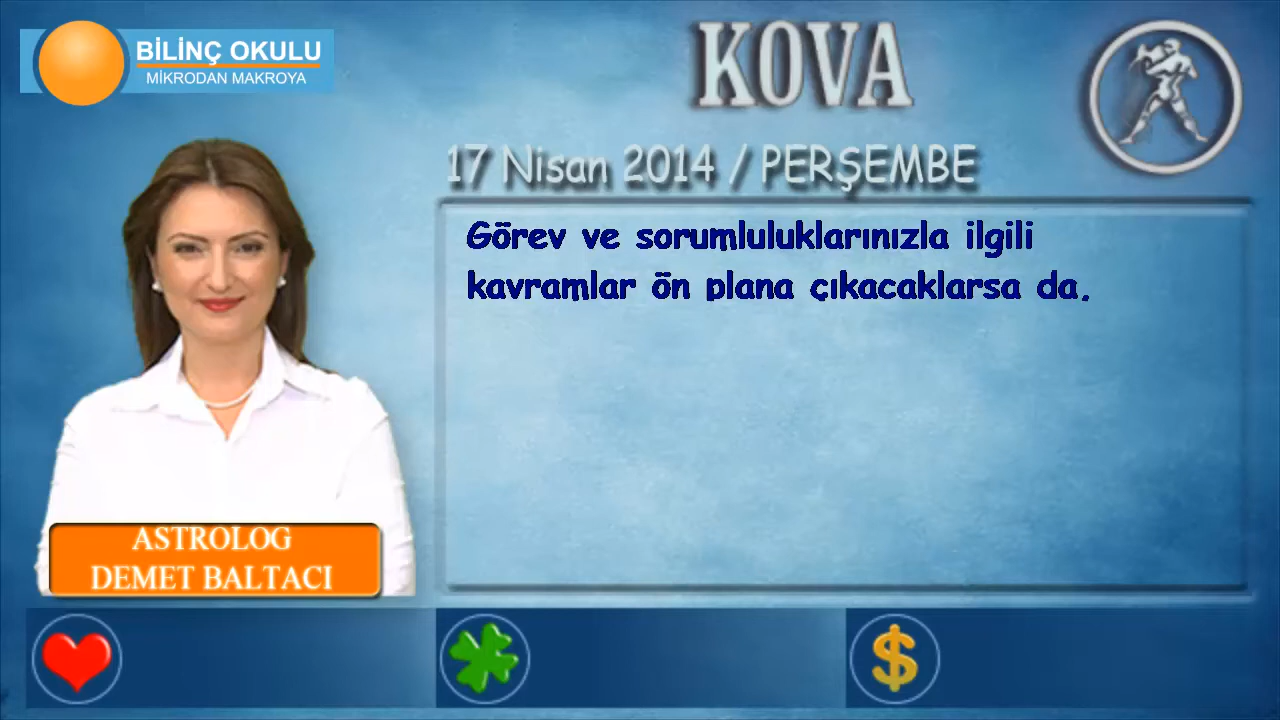 BİLİNÇ OKULU
MİKRODAN MAKROYA
KOVA
17 Nisan 2014 / PERŞEMBE
Görev ve sorumluluklarınızla ilgili
kavramlar ön plana çıkacaklarsa da,
ASTROLOG
DEMET BALTACI
$